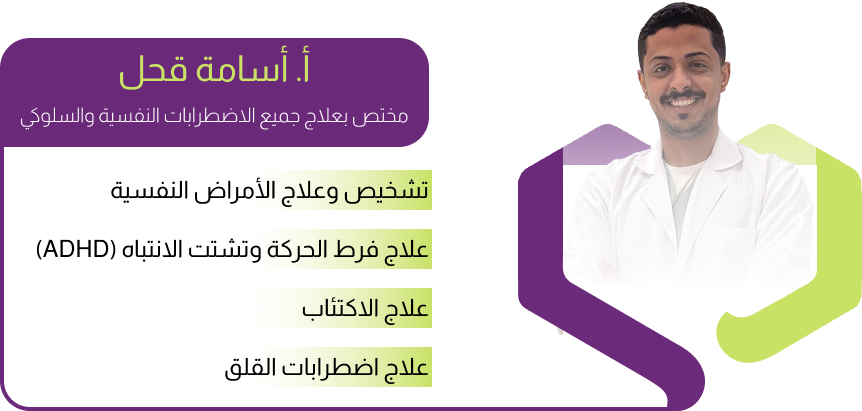 أ. أسامة قحل
مختص بعلاج جميع الاضطرابات النفسية والسلوكي
تشخيص وعلاج الأمراض النفسية
علاج فرط الحركة وتشتت الانتباه (ADHD)
علاج الاكتئاب
علاج اضطرابات القلق